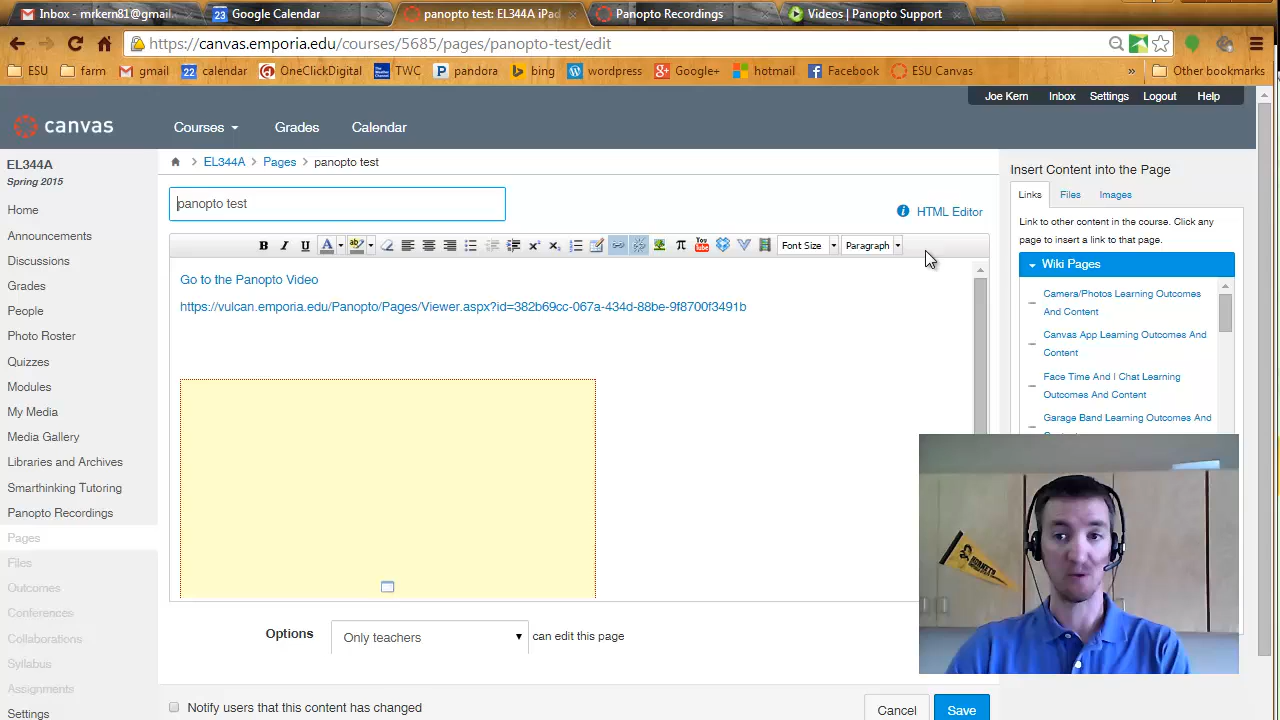 Inbox - mrkern81@gmail.
Google Calendar
panopto test: EL344A iPad
Panopto Recordings
Videos | Panopto Support
https://canvas.emporia.edu/courses/5685/pages/panopto-test/edit
ESU
farm
gmail
22 calendar
OneClickDigital
TWC
pandora
bing
wordpress
Google+
hotmail
Facebook
ESU Canvas
»
Other bookmarks
Joe Kern
Inbox
Settings
Logout
Help
canvas
Courses
Grades
Calendar
EL344A
Spring 2015
EL344A > Pages > panopto test
Home
Announcements
Discussions
Grades
People
Photo Roster
Quizzes
Modules
My Media
Media Gallery
Libraries and Archives
Smarthinking Tutoring
Panopto Recordings
Pages
Files
Outcomes
Conferences
Collaborations
Syllabus
Assignments
Settings
panopto test
HTML Editor
B I U
Font Size
Paragraph
Go to the Panopto Video
https://vulcan.emporia.edu/Panopto/Pages/Viewer.aspx?id=382b69cc-067a-434d-88be-9f8700f3491b
Options
Only teachers
can edit this page
Notify users that this content has changed
Cancel
Save
Insert Content into the Page
Links
Files
Images
Link to other content in the course. Click any
page to insert a link to that page.
Wiki Pages
Camera/Photos Learning Outcomes
And Content
Canvas App Learning Outcomes And
Content
Face Time And I Chat Learning
Outcomes And Content
Garage Band Learning Outcomes And